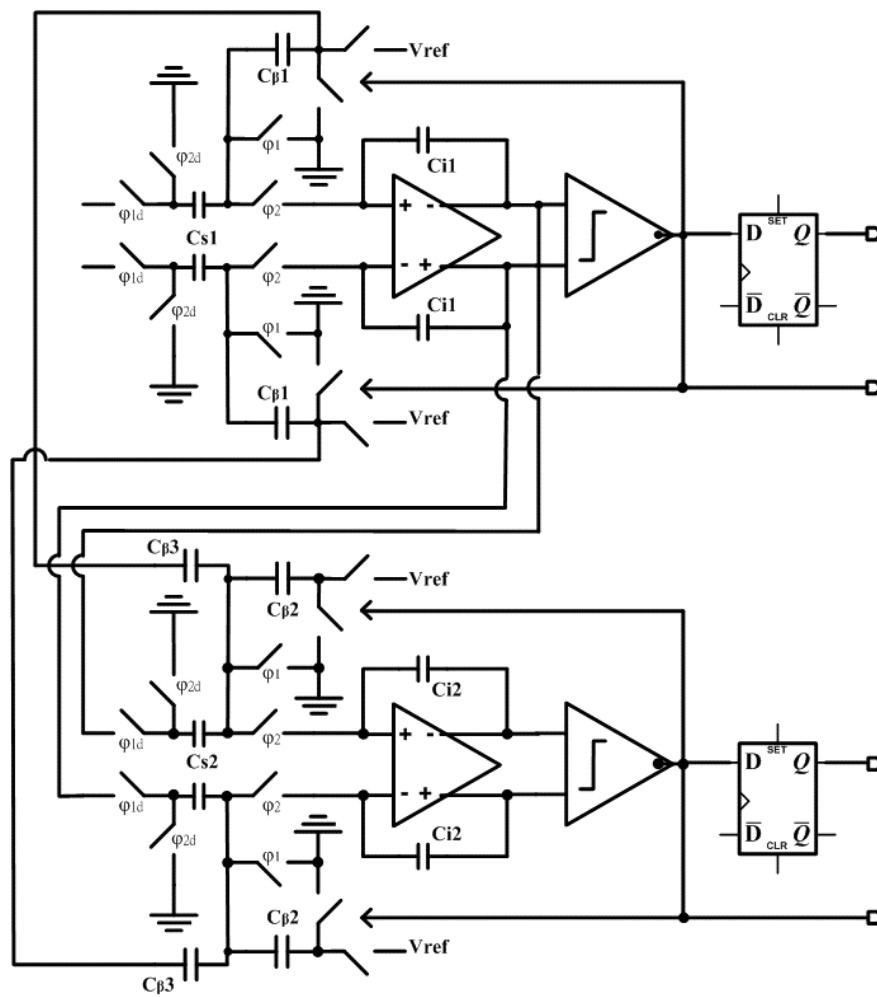 Cβ1
Vref
φ2d
φ1
Ci1
φ1d
Cs1
φ2
+ -
D
SET
Q
φ1d
φ2
- +
φ2d
φ1
Ci1
D
CLR
Q
Cβ1
Vref
Cβ3
Cβ2
Vref
φ2d
φ1
Ci2
φ1d
Cs2
φ2
+ -
D
SET
Q
φ1d
φ2
- +
φ2d
φ1
Ci2
D
CLR
Q
Cβ2
Vref
Cβ3